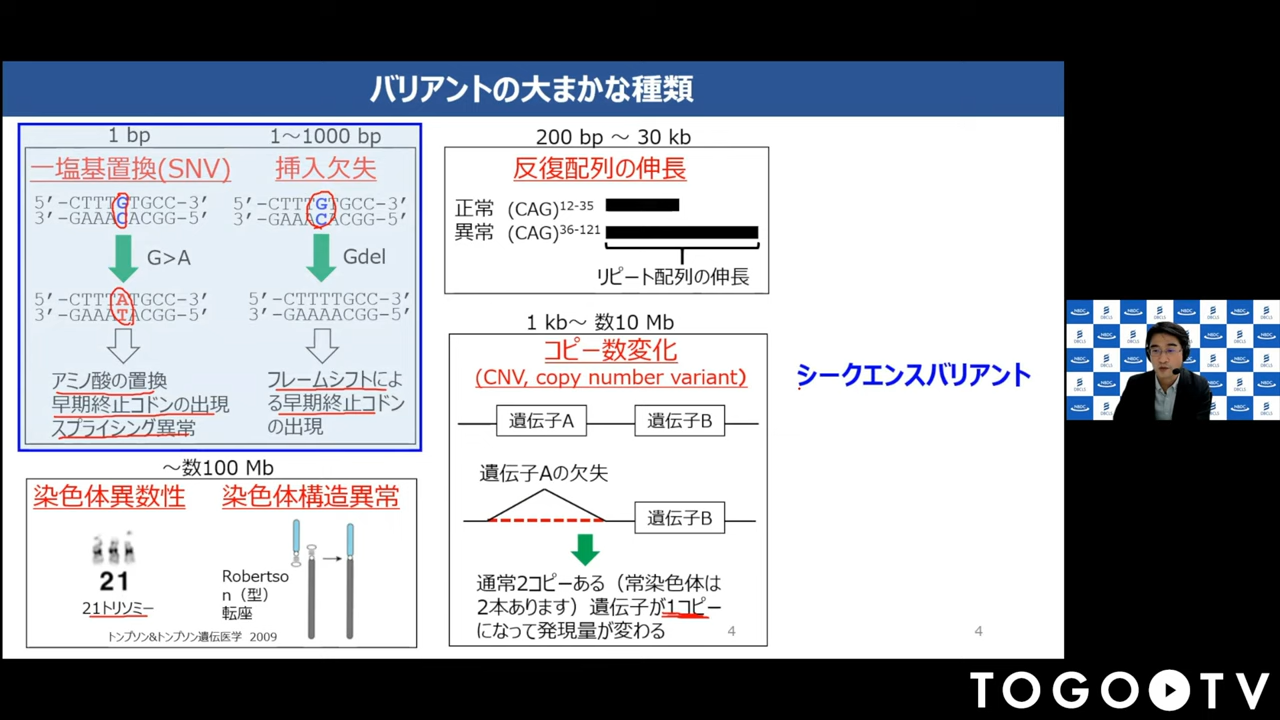 バリアントの大まかな種類
1 bp
一塩基置換(SNV)
5′-CTTTGTGCC-3′
3′-GAAACACGG-5′
G>A
5′-CTTTATGCC-3′
3′-GAAATACGG-5′
アミノ酸の置換
早期終止コドンの出現
スプライシング異常
1～1000 bp
挿入欠失
5′-CTTTGTGCC-3′
3′-GAAACACGG-5′
Gdel
5′-CTTTTGCC-3′
3′-GAAAACGG-5′
フレームシフトによ
る早期終止コドン
の出現
～数100 Mb
染色体異数性
21
21トリソミー
染色体構造異常
Robertso
n（型）
転座
トンプソン&トンプソン遺伝医学 2009
200 bp ～ 30 kb
反復配列の伸長
正常 (CAG)12-35
異常 (CAG)36-121
リピート配列の伸長
1 kb～ 数10 Mb
コピー数変化
(CNV, copy number variant)
遺伝子A 遺伝子B
遺伝子Aの欠失
遺伝子B
通常2コピーある（常染色体は
2本あります）遺伝子が1コピー
になって発現量が変わる
4
シークエンスバリアント
4
TOGOTV